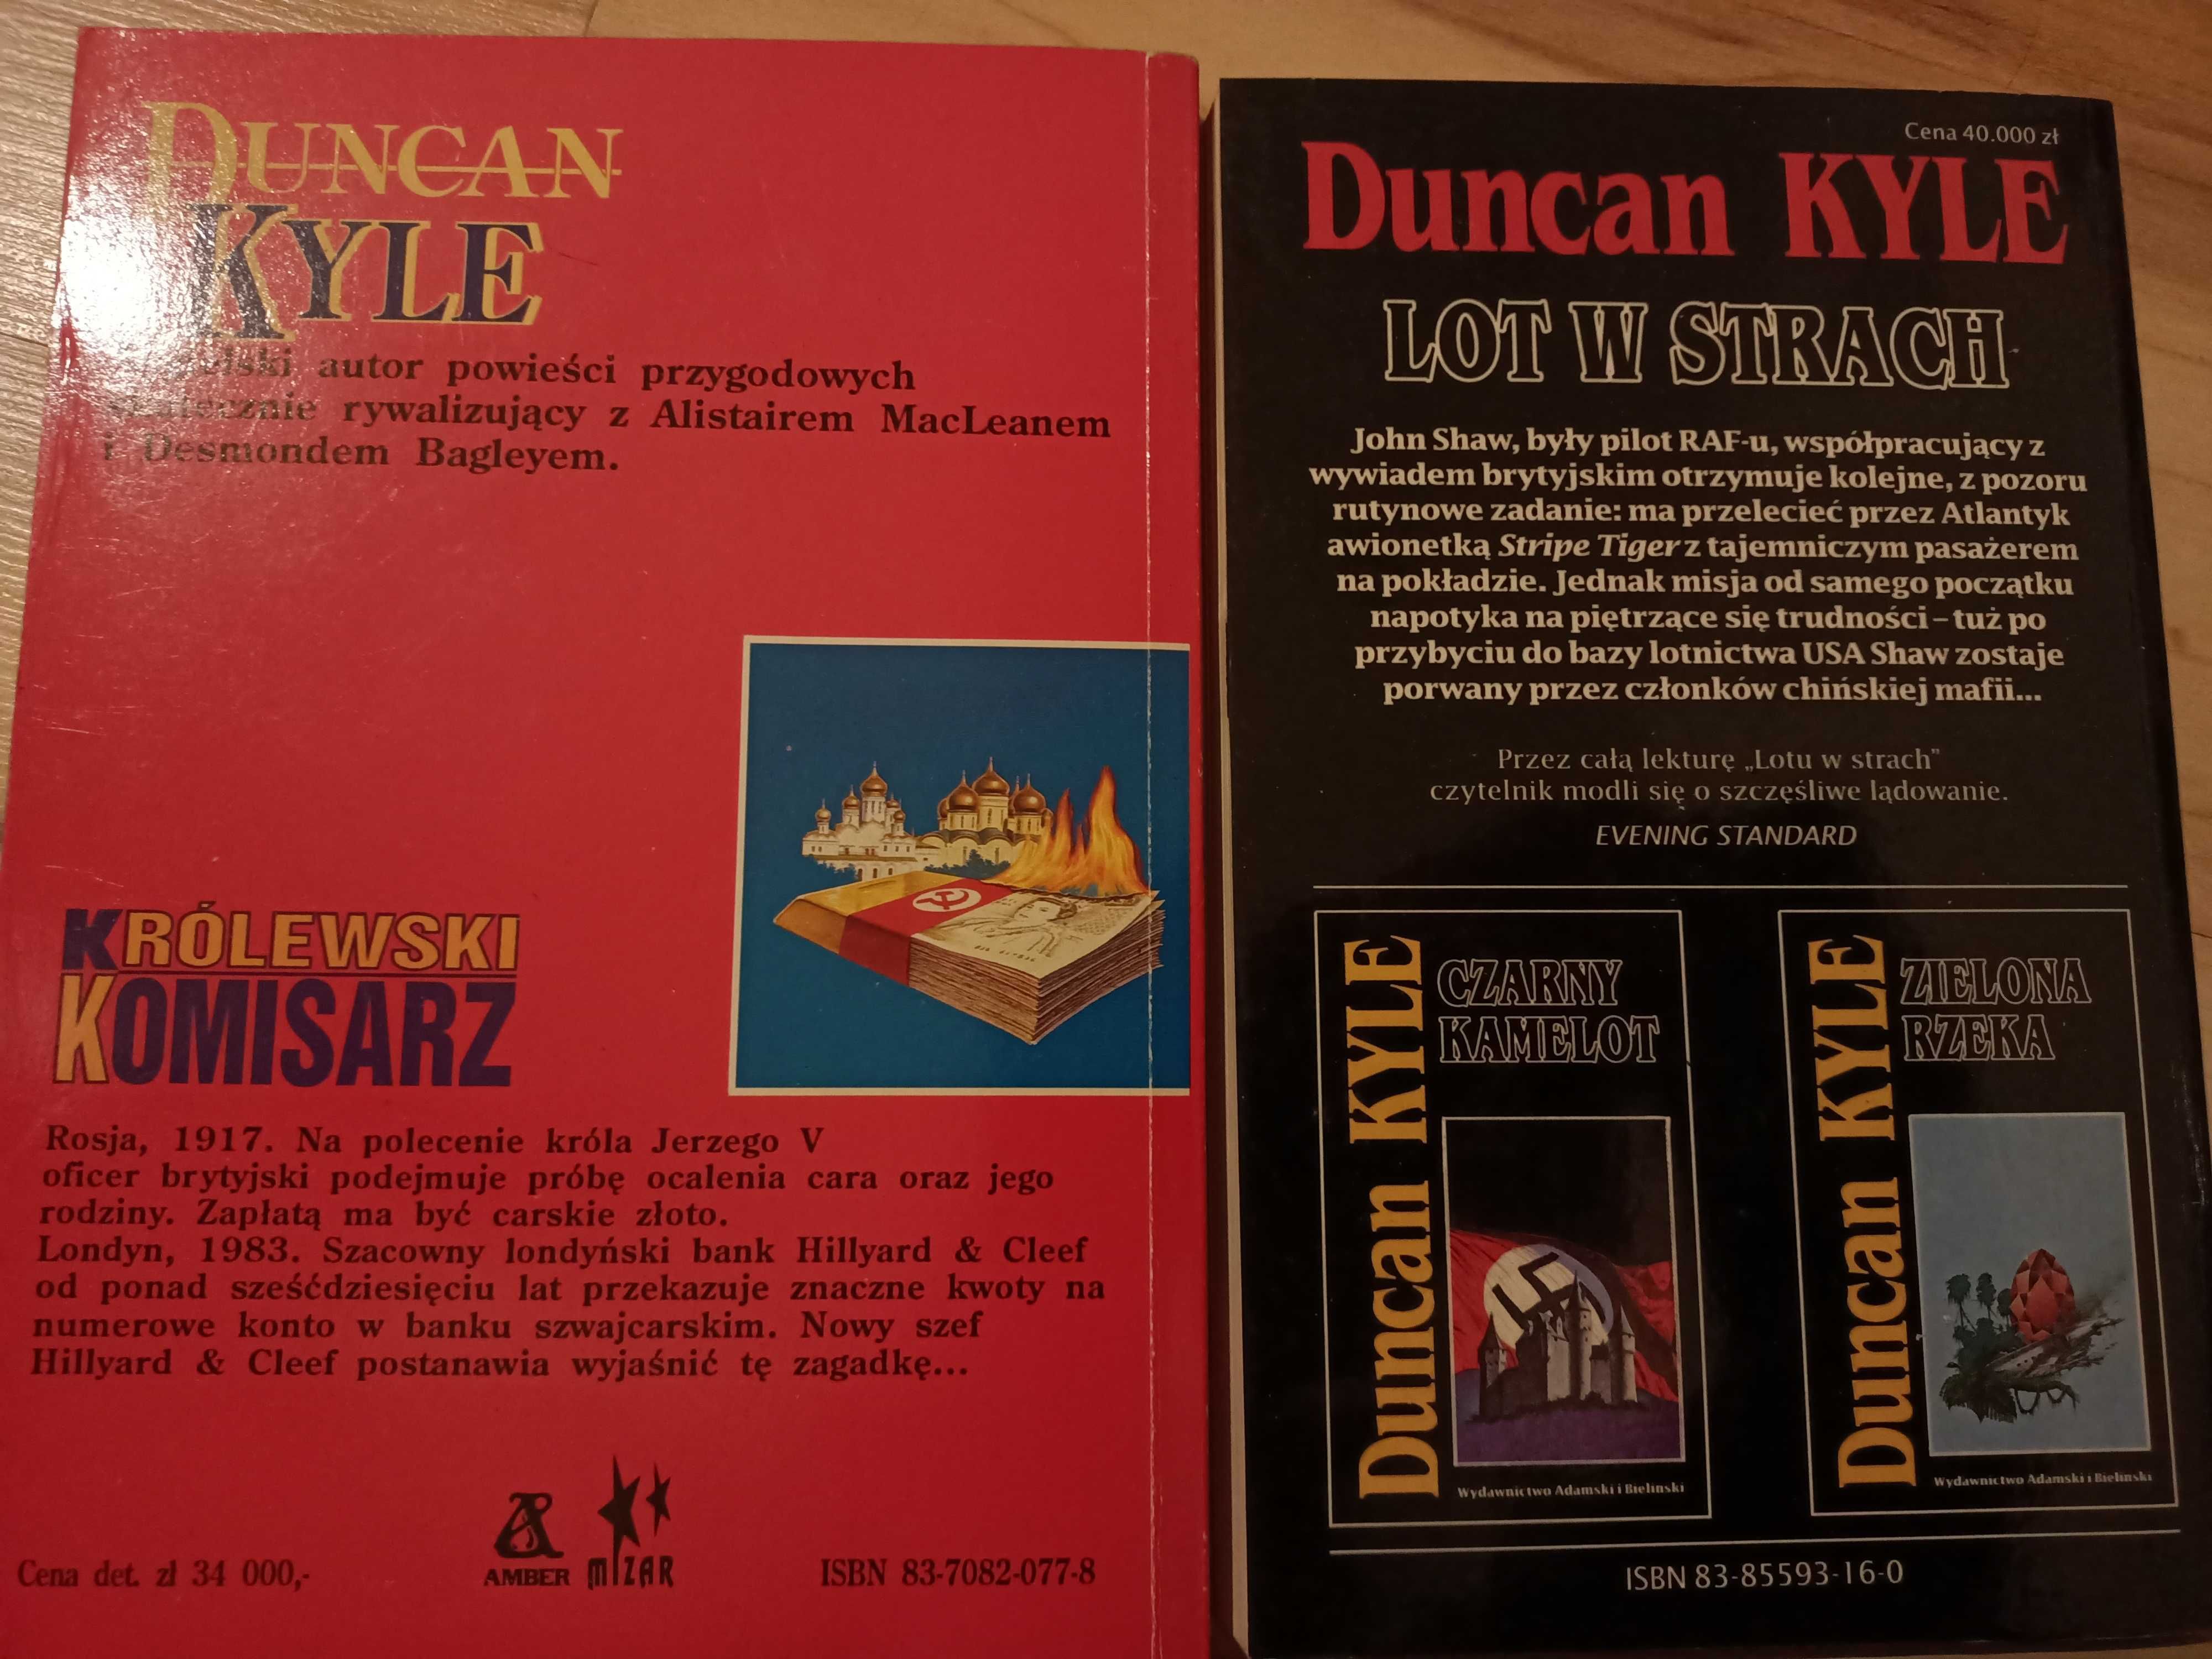 DUNCAN
KYLE
autor powieści przygodowych
skutecznie rywalizujący z Alistairem MacLeanem
i Desmondem Bagleyem.
KRÓLEWSKI
KOMISARZ
Rosja, 1917. Na polecenie króla Jerzego V
oficer brytyjski podejmuje próbę ocalenia cara oraz jego
rodziny. Zapłatą ma być carskie złoto.
Londyn, 1983. Szacowny londyński bank Hillyard & Cleef
od ponad sześćdziesięciu lat przekazuje znaczne kwoty na
numerowe konto w banku szwajcarskim. Nowy szef
Hillyard & Cleef postanawia wyjaśnić tę zagadkę...
Cena det. zł 34 000,-
AMBER
MIZAR
ISBN 83-7082-077-8
Cena 40.000 zł
Duncan KYLE
LOT W STRACH
John Shaw, były pilot RAF-u, współpracujący z
wywiadem brytyjskim otrzymuje kolejne, z pozoru
rutynowe zadanie: ma przelecieć przez Atlantyk
awionetką Stripe Tiger z tajemniczym pasażerem
na pokładzie. Jednak misja od samego początku
napotyka na piętrzące się trudności – tuż po
przybyciu do bazy lotnictwa USA Shaw zostaje
porwany przez członków chińskiej mafii...
Przez całą lekturę „Lotu w strach”
czytelnik modli się o szczęśliwe lądowanie.
EVENING STANDARD
Duncan KYLE
CZARNY
KAMELOT
Wydawnictwo Adamski i Bieliński
Duncan KYLE
ZIELONA
RZEKA
Wydawnictwo Adamski i Bieliński
ISBN 83-85593-16-0